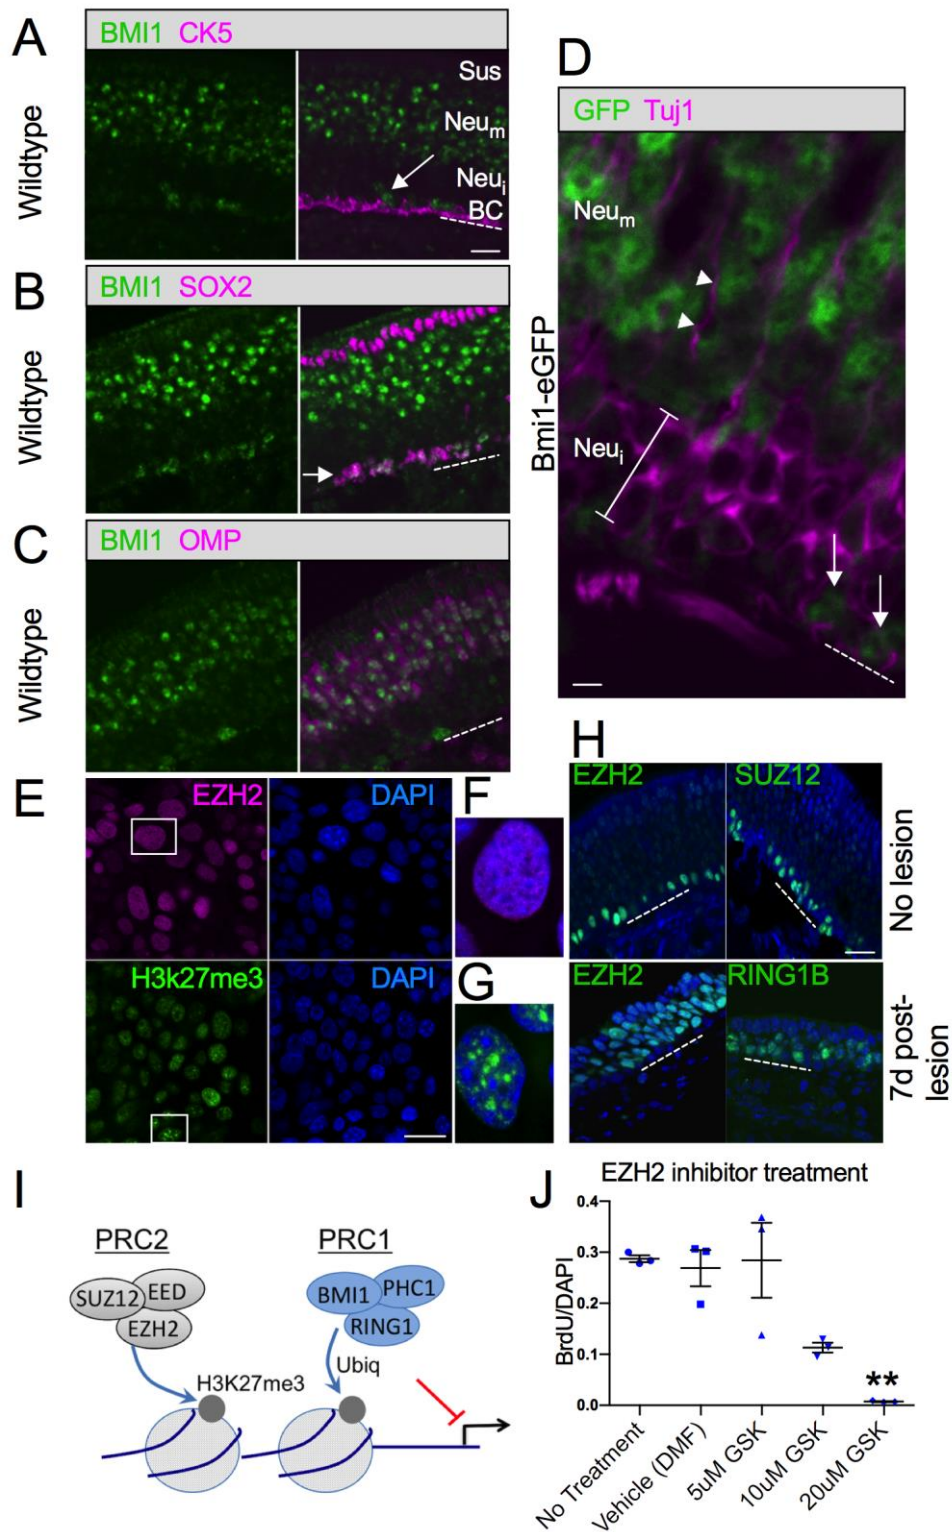 A
BMI1 CK5
Wildtype
Sus
Neum
Neui
BC
B
BMI1 SOX2
Wildtype
C
BMI1 OMP
Wildtype
D
GFP Tuj1
Bmi1-eGFP
Neum
Neui
E
EZH2
DAPI
H3k27me3
DAPI
F
G
H
EZH2
SUZ12
No lesion
EZH2
RING1B
7d post-
lesion
I
PRC2
PRC1
SUZ12
EED
EZH2
BMI1
PHC1
RING1
Ubiq
H3K27me3
J
EZH2 inhibitor treatment
BrdU/DAPI
0.4
0.3
0.2
0.1
0.0
**
No Treatment
Vehicle (DMF)
5uM GSK
10uM GSK
20uM GSK